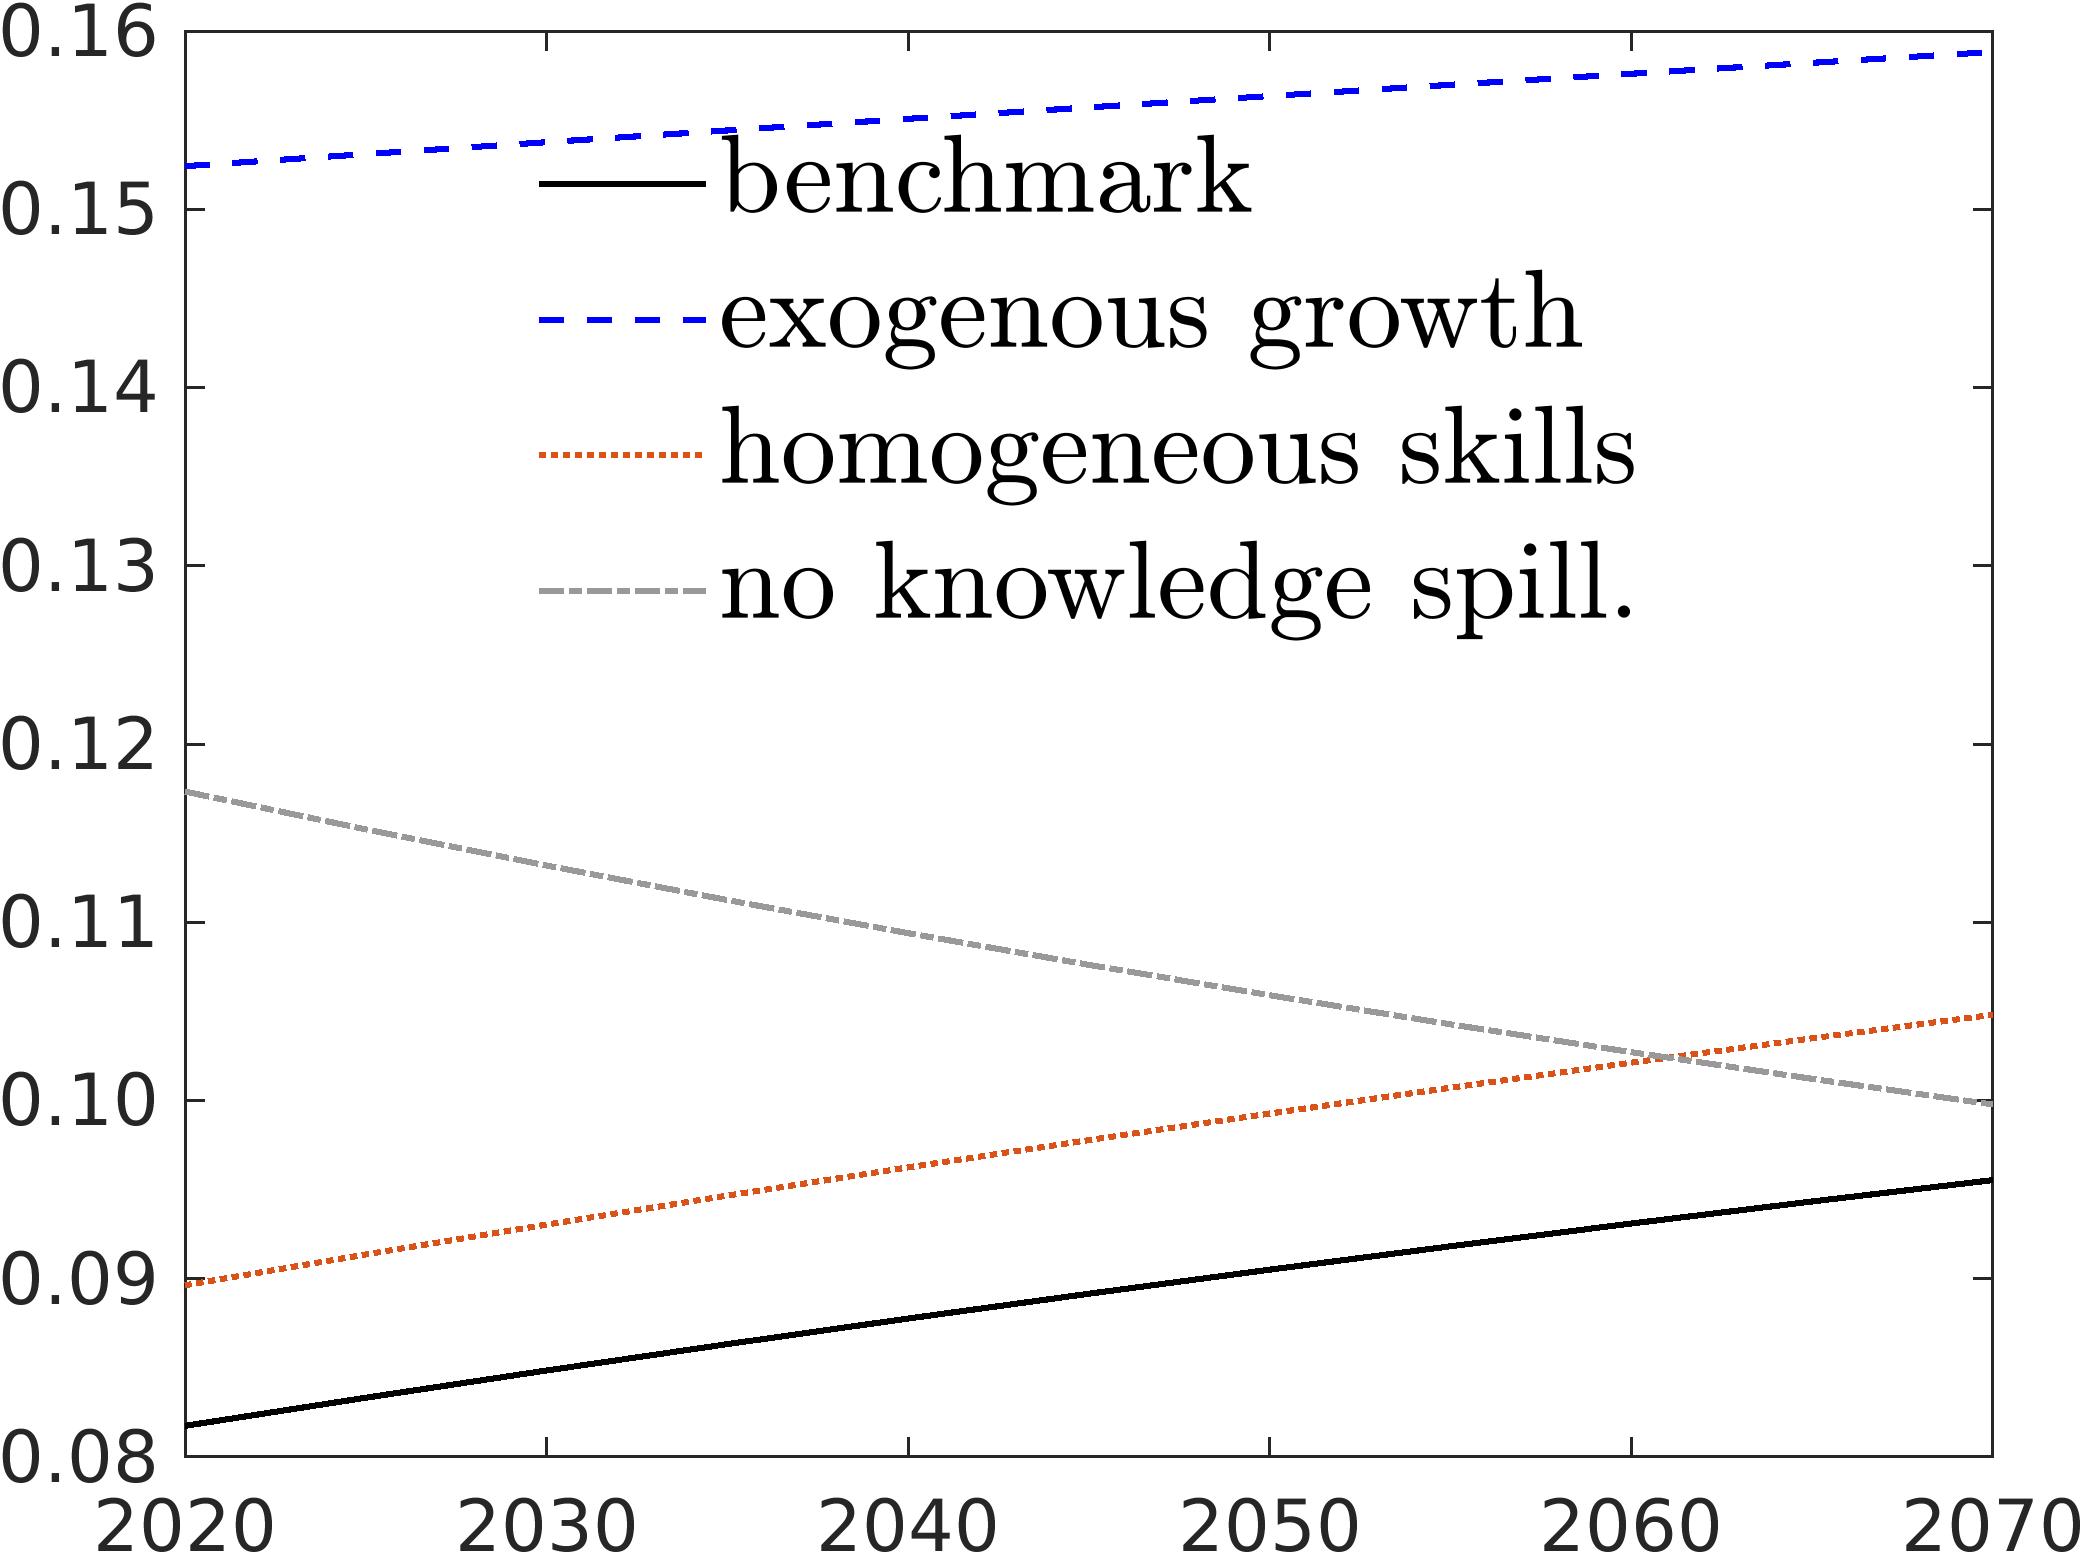 0.16
benchmark
0.15
exogenous growth
0.14
homogeneous skills
0.13
no knowledge spill.
0.12
0.11
0.10
0.09
0.08
2020 2030 2040 2050 2060 2070